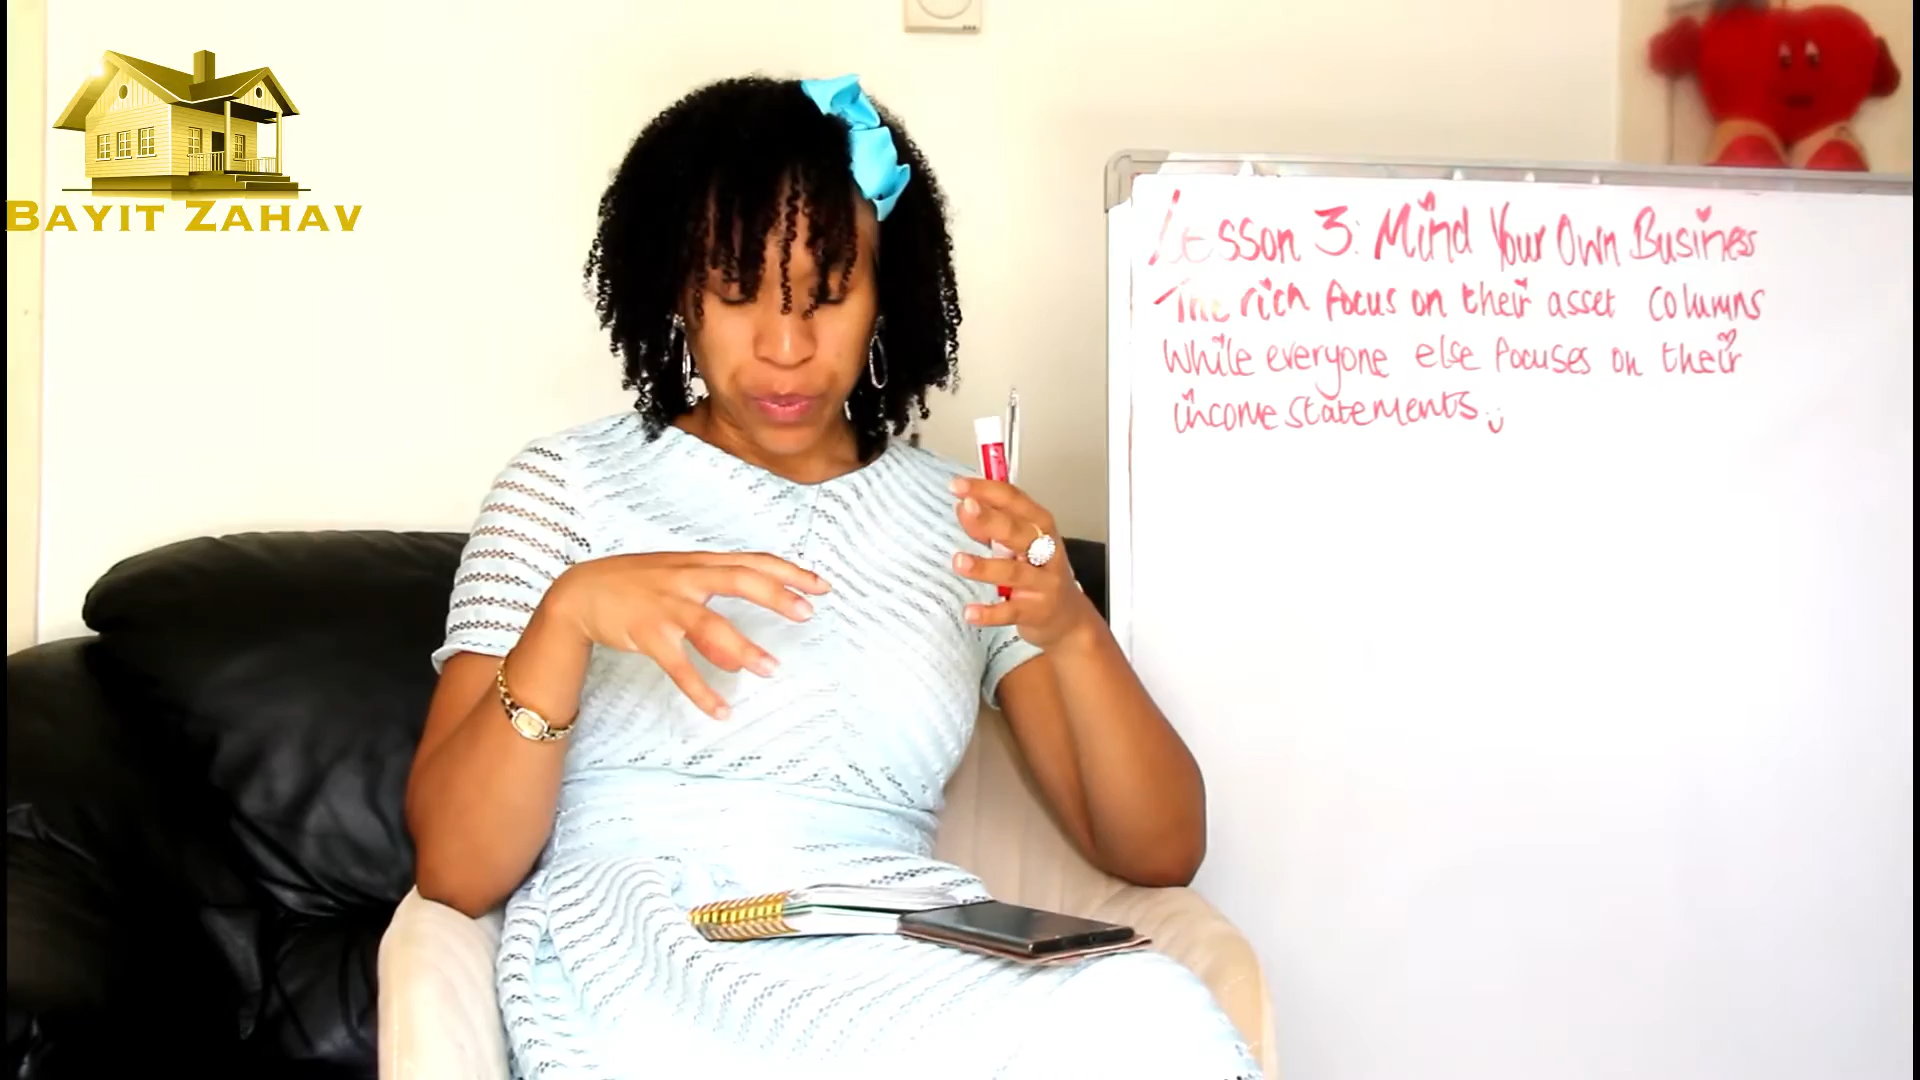 BAYIT ZAHAV
Lesson 3: Mind Your Own Business
The rich focus on their asset columns
While everyone else focuses on their
income statements.